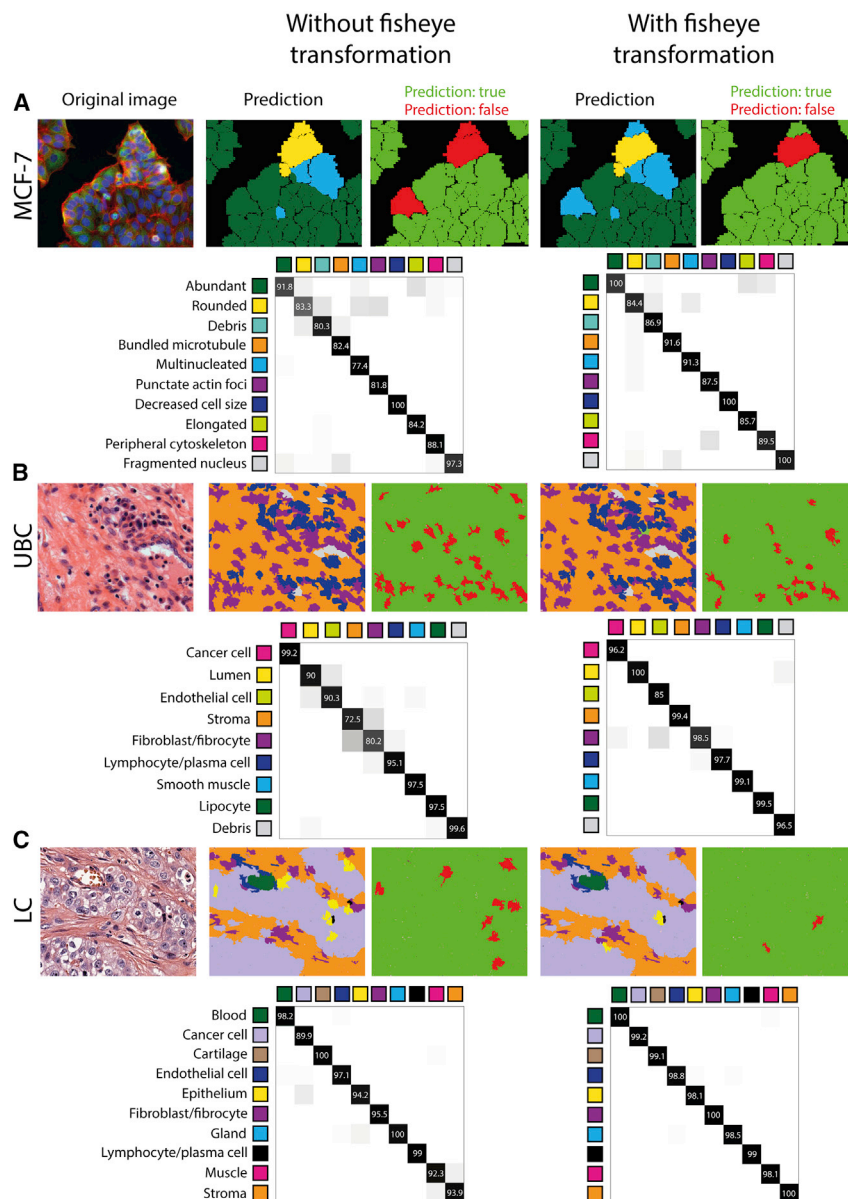 Without fisheye
transformation
With fisheye
transformation
A
Original image
Prediction
Prediction: true
Prediction: false
Prediction
Prediction: true
Prediction: false
MCF-7
Abundant
Rounded
Debris
Bundled microtubule
Multinucleated
Punctate actin foci
Decreased cell size
Elongated
Peripheral cytoskeleton
Fragmented nucleus
91.8
83.3
80.3
82.4
77.4
81.8
100
84.2
88.1
97.3
100
84.4
86.9
91.6
91.3
87.5
100
85.7
89.5
100
B
UBC
Cancer cell
Lumen
Endothelial cell
Stroma
Fibroblast/fibrocyte
Lymphocyte/plasma cell
Smooth muscle
Lipocyte
Debris
99.2
90
90.3
72.5
80.2
95.1
97.5
97.5
99.6
96.2
100
85
99.4
98.5
97.7
99.1
99.5
96.5
C
LC
Blood
Cancer cell
Cartilage
Endothelial cell
Epithelium
Fibroblast/fibrocyte
Gland
Lymphocyte/plasma cell
Muscle
Stroma
98.2
89.9
100
97.1
94.2
95.5
100
99
92.3
93.9
100
99.2
99.1
98.8
98.1
100
98.5
99
98.1
100